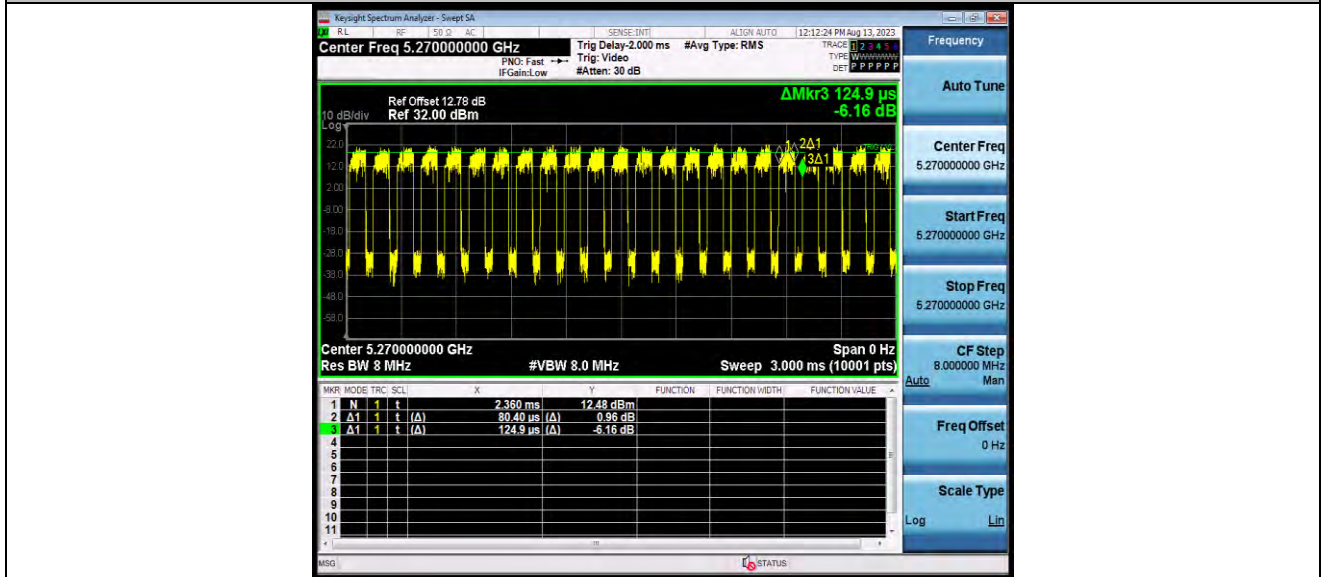 Keysight Spectrum Analyzer - Swept SA
RL RF 50 Ω AC SENSE:INT ALIGN AUTO 12:12:24 PM Aug 13, 2023
Center Freq 5.270000000 GHz
PNO: Fast
IFGain:Low
Trig Delay-2.000 ms
Trig: Video
#Atten: 30 dB
#Avg Type: RMS
TRACE 1 2 3 4 5 6
TYPE WWWWWW
DET P P P P P P
ΔMkr3 124.9 µs
-6.16 dB
Ref Offset 12.78 dB
10 dB/div Ref 32.00 dBm
Log
22.0
12.0
2.00
-8.00
-18.0
-28.0
-38.0
-48.0
-58.0
1
2Δ1
3Δ1
Center 5.270000000 GHz Span 0 Hz
Res BW 8 MHz #VBW 8.0 MHz Sweep 3.000 ms (10001 pts)
MKR MODE TRC SCL X Y FUNCTION FUNCTION WIDTH FUNCTION VALUE
1 N 1 t 2.360 ms 12.48 dBm
2 Δ1 1 t (Δ) 80.40 µs (Δ) 0.96 dB
3 Δ1 1 t (Δ) 124.9 µs (Δ) -6.16 dB
4
5
6
7
8
9
10
11
MSG STATUS
Frequency
Auto Tune
Center Freq
5.270000000 GHz
Start Freq
5.270000000 GHz
Stop Freq
5.270000000 GHz
CF Step
8.000000 MHz
Auto Man
Freq Offset
0 Hz
Scale Type
Log Lin